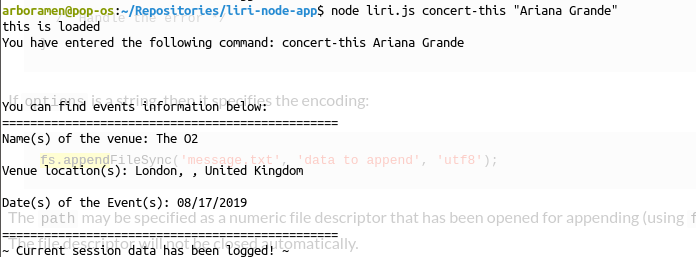 Handle the error
arboramen@pop-os:~/Repositories/liri-node-app$ node liri.js concert-this "Ariana Grande"
this is loaded
You have entered the following command: concert-this Ariana Grande
If options is a string, then it specifies the encoding:
You can find events information below:
==========================================
Name(s) of the venue: The O2
fs.appendFileSync('message.txt', 'data to append', 'utf8');
Venue location(s): London, , United Kingdom
Date(s) of the Event(s): 08/17/2019
The path may be specified as a numeric file descriptor that has been opened for appending (using
==========================================
The file descriptor will not be closed automatically.
~ Current session data has been logged! ~